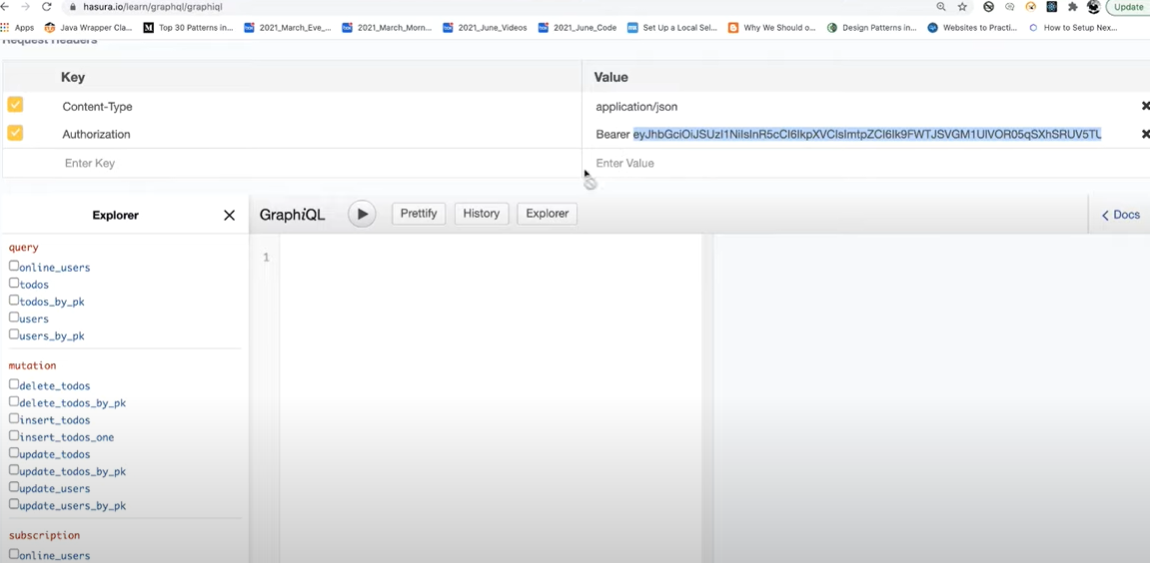 hasura.io/learn/graphql/graphiql
Update
Apps
Java Wrapper Cla...
Top 30 Patterns in...
2021_March_Eve_...
2021_March_Morn...
2021_June_Videos
2021_June_Code
Set Up a Local Sel...
Why We Should o...
Design Patterns in...
Websites to Practi...
How to Setup Nex...
Request Headers
Key
Value
Content-Type
application/json
Authorization
Bearer
Enter Key
Enter Value
Explorer
GraphiQL
Prettify
History
Explorer
Docs
query
online_users
todos
todos_by_pk
users
users_by_pk
mutation
delete_todos
delete_todos_by_pk
insert_todos
insert_todos_one
update_todos
update_todos_by_pk
update_users
update_users_by_pk
subscription
online_users
1